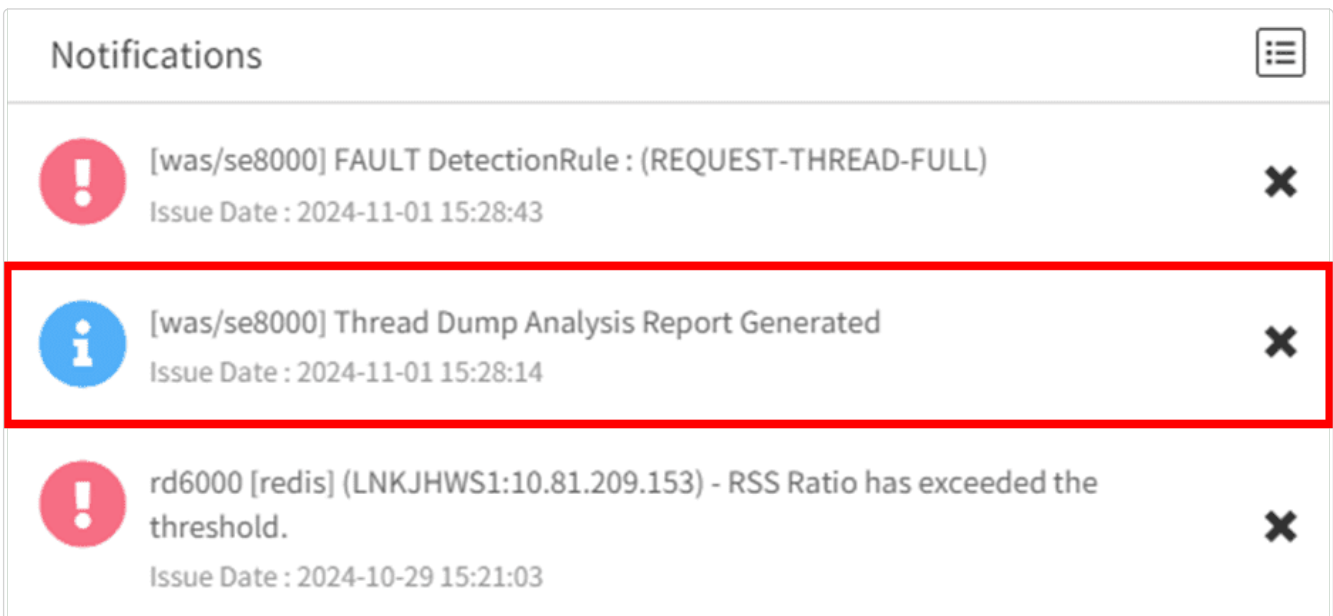 Notifications
[was/se8000] FAULT DetectionRule : (REQUEST-THREAD-FULL)
Issue Date : 2024-11-01 15:28:43
[was/se8000] Thread Dump Analysis Report Generated
Issue Date : 2024-11-01 15:28:14
rd6000 [redis] (LNKJHWS1:10.81.209.153) - RSS Ratio has exceeded the
threshold.
Issue Date : 2024-10-29 15:21:03